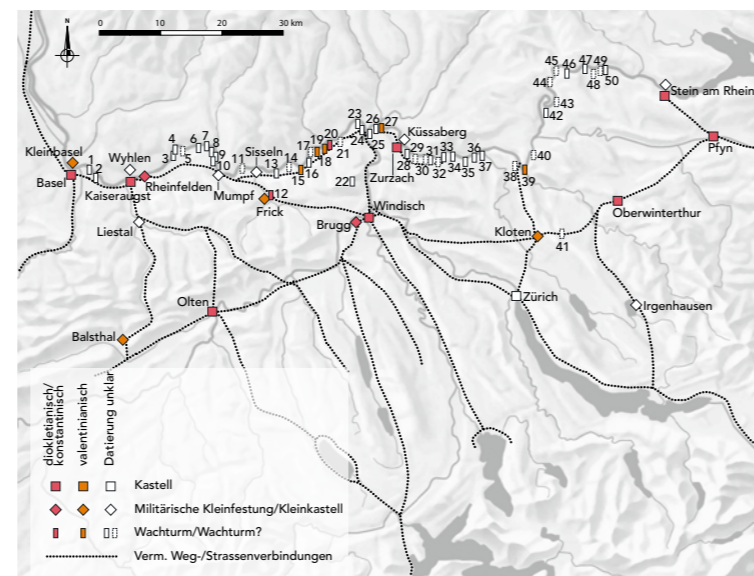 N
0 10 20 30 km
45 46 47 49
44 48 50
43
42
Stein am Rhein
Pfyn
Kleinbasel
Basel
1
2
Wyhlen
Kaiseraugst
Rheinfelden
4 6 7 8
3 5 9
10
11
Sisseln
13
14
Mumpf
12
Frick
17 19 20
18
15 16
21
23 26 27
24 25
22
Zurzach
Küssaberg
29 31 33 36
28 30 32 34 35 37
40
38 39
Windisch
Brugg
Liestal
Kloten
41
Oberwinterthur
Olten
Zürich
Irgenhausen
Balsthal
diokletianisch/
konstantinisch
valentinianisch
Datierung unklar
Kastell
Militärische Kleinfestung/Kleinkastell
Wachturm/Wachturm?
Verm. Weg-/Strassenverbindungen